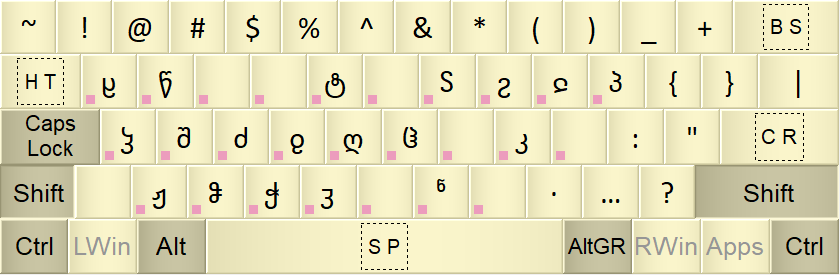 ~ ! @ # $ % ^ & * ( ) _ +  BS
HT ტ პ { } |
Caps Lock შ ძ ღ კ : " CR
Shift ჟ ჭ ჳ ჼ · … ? Shift
Ctrl LWin Alt SP AltGR RWin Apps Ctrl